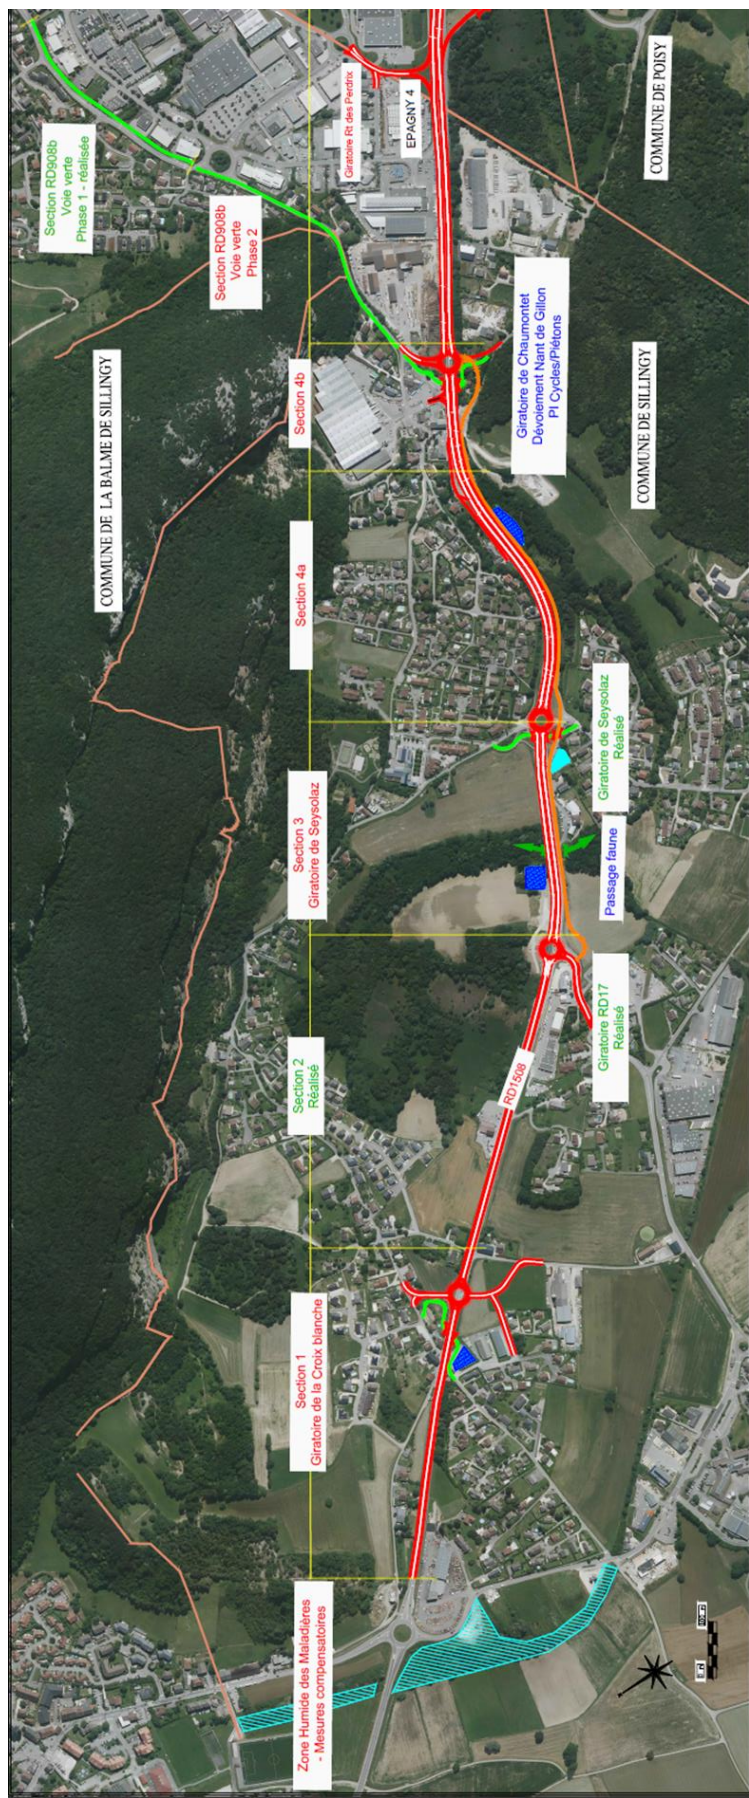 Section RD908b
Voie verte
Phase 1 - réalisée
Section RD908b
Voie verte
Phase 2
Giratoire Rt des Perdrix
EPAGNY 4
COMMUNE DE POISY
COMMUNE DE LA BALME DE SILLINGY
Section 4b
Giratoire de Chaumontet
Dévoiement Nant de Gillon
PI Cycles/Piétons
COMMUNE DE SILLINGY
Section 4a
Giratoire de Seysolaz
Réalisé
Section 3
Giratoire de Seysolaz
Passage faune
Giratoire RD17
Réalisé
Section 2
Réalisé
RD1508
Section 1
Giratoire de la Croix blanche
Zone Humide des Maladières
- Mesures compensatoires